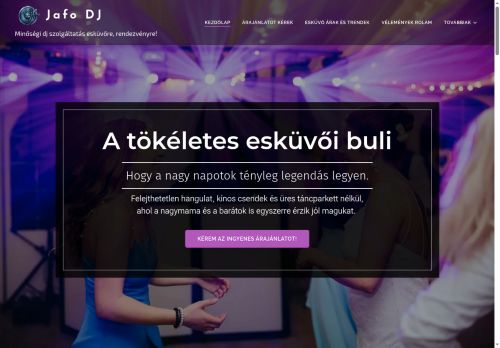 Jafo DJ
Minőségi dj szolgáltatás esküvőre, rendezvényre!
KEZDŐLAP
ÁRAJÁNLATOT KÉREK
ESKÜVŐ ÁRAK ÉS TRENDEK
VÉLEMÉNYEK RÓLAM
TOVÁBBIAK
A tökéletes esküvői buli
Hogy a nagy napotok tényleg legendás legyen.
Felejthetetlen hangulat, kínos csendek és üres táncparkett nélkül,
ahol a nagymama és a barátok is egyszerre érzik jól magukat.
KÉREM AZ INGYENES ÁRAJÁNLATOT!